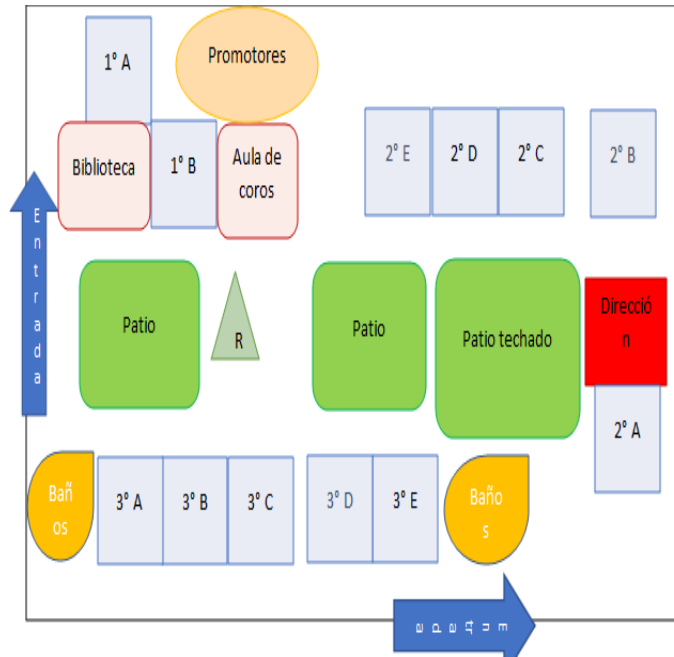 1° A
Promotores
Biblioteca
1° B
Aula de
coros
2° E
2° D
2° C
2° B
Entrada
Patio
R
Patio
Patio techado
Direcció
n
2° A
Bañ
os
3° A
3° B
3° C
3° D
3° E
Baño
s
Entrada